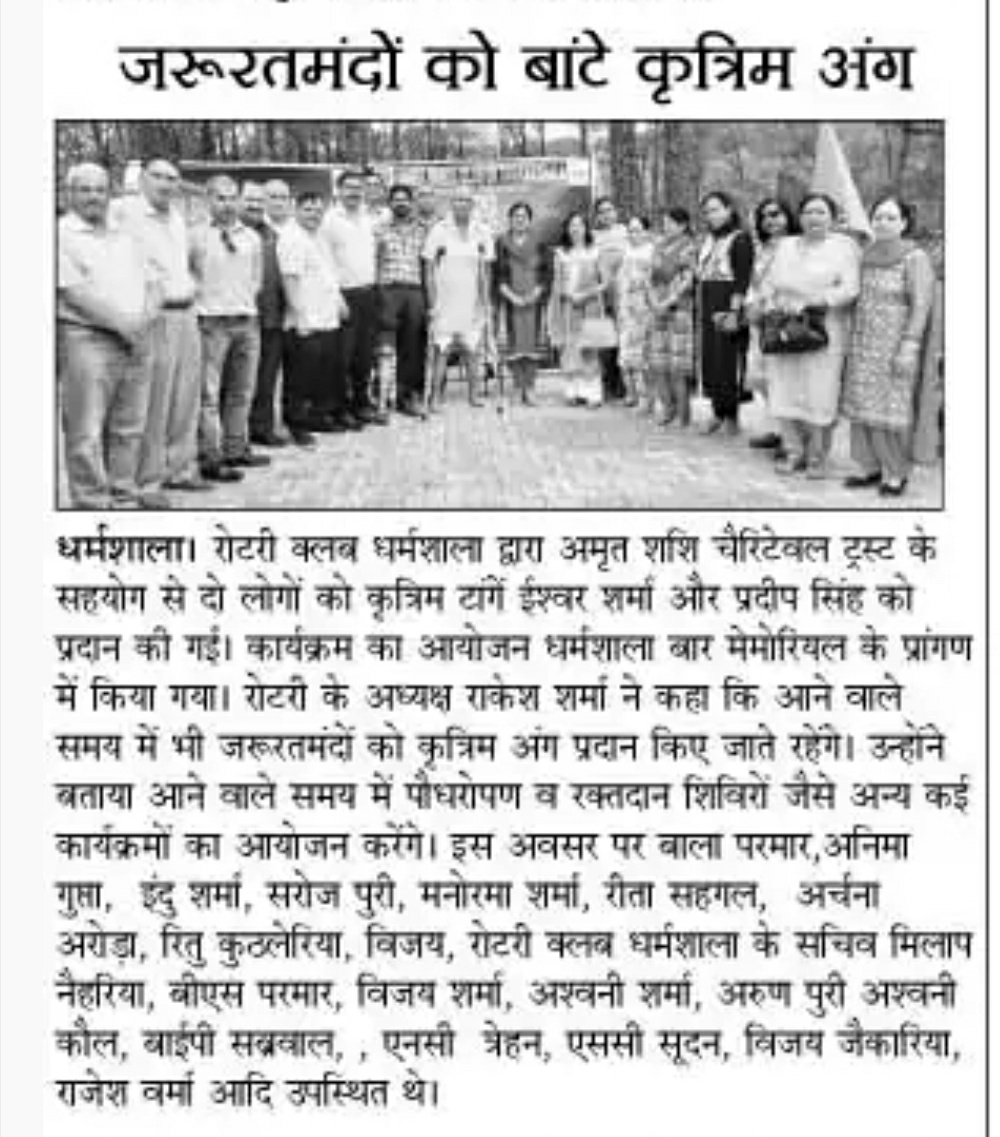 जरूरतमंदों को बांटे कृत्रिम अंग
धर्मशाला। रोटरी क्लब धर्मशाला द्वारा अमृत शशि चैरिटेवल ट्रस्ट के
सहयोग से दो लोगों को कृत्रिम टांगें ईश्वर शर्मा और प्रदीप सिंह को
प्रदान की गईं। कार्यक्रम का आयोजन धर्मशाला बार मेमोरियल के प्रांगण
में किया गया। रोटरी के अध्यक्ष राकेश शर्मा ने कहा कि आने वाले
समय में भी जरूरतमंदों को कृत्रिम अंग प्रदान किए जाते रहेंगे। उन्होंने
बताया आने वाले समय में पौधरोपण व रक्तदान शिविरों जैसे अन्य कई
कार्यक्रमों का आयोजन करेंगे। इस अवसर पर बाला परमार,अनिमा
गुप्ता, इंदु शर्मा, सरोज पुरी, मनोरमा शर्मा, रीता सहगल, अर्चना
अरोड़ा, रितु कुठलेरिया, विजय, रोटरी क्लब धर्मशाला के सचिव मिलाप
नैहरिया, बीएस परमार, विजय शर्मा, अश्वनी शर्मा, अरुण पुरी अश्वनी
कौल, बाईपी सब्रवाल, , एनसी त्रेहन, एससी सूदन, विजय जैकारिया,
राजेश वर्मा आदि उपस्थित थे।